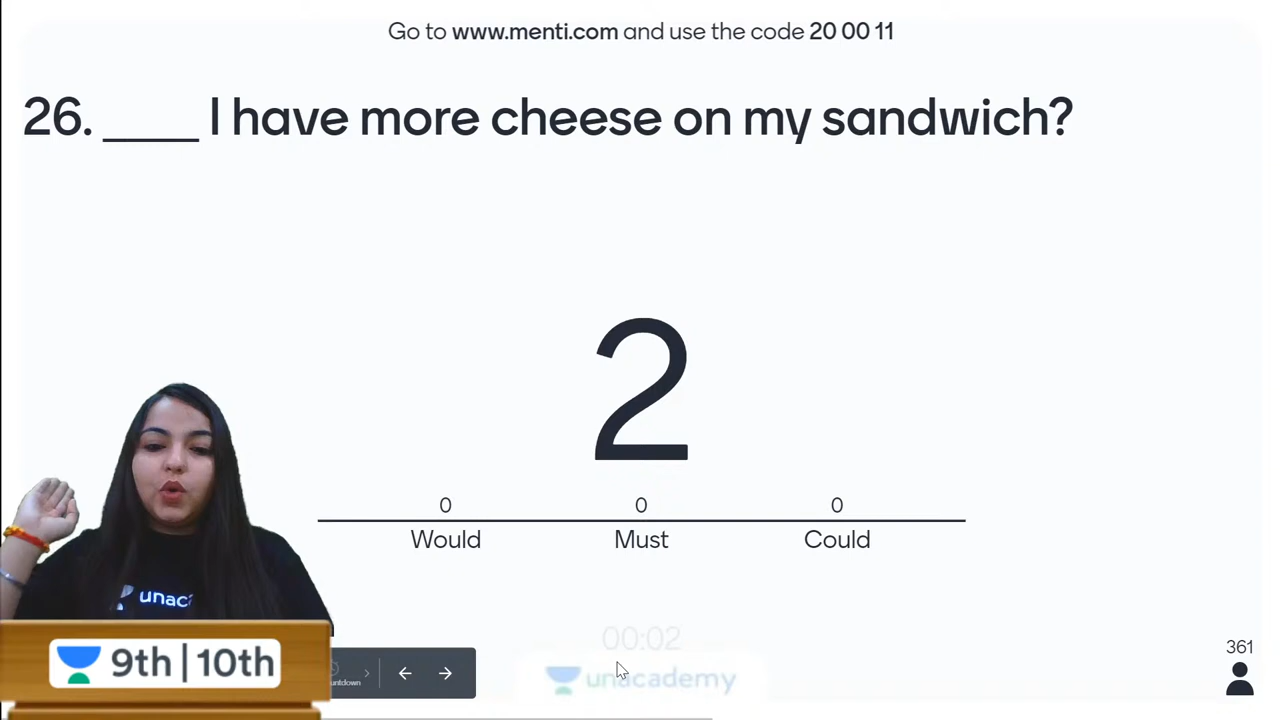 Go to www.menti.com and use the code 20 00 11
26. ____ I have more cheese on my sandwich?
2
0 0 0
Would Must Could
00:02
unacademy
361
9th | 10th